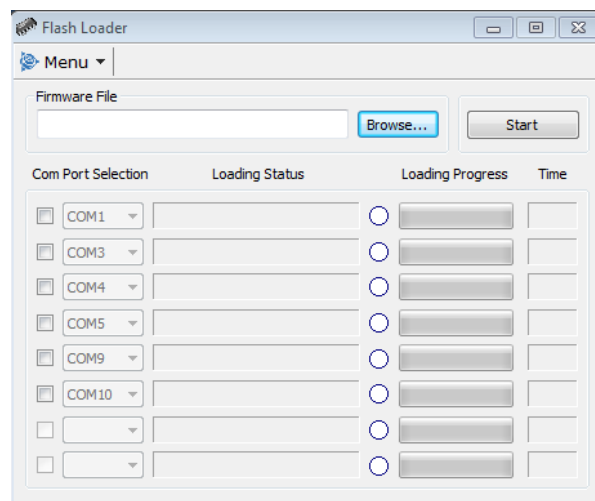 Flash Loader
Menu
Firmware File
Browse... Start
Com Port Selection Loading Status Loading Progress Time
COM1
COM3
COM4
COM5
COM9
COM10